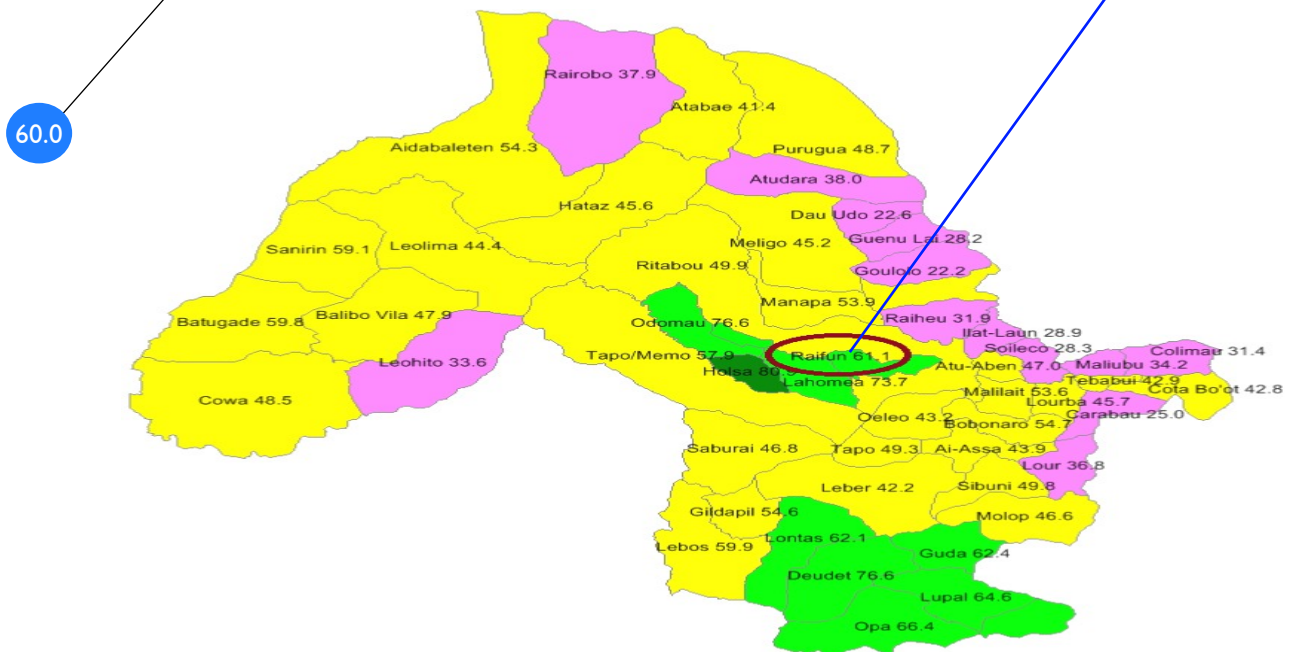 Rairobo 37.9
Atabae 41.4
60.0
Aidabaleten 54.3
Purugua 48.7
Atudara 38.0
Hataz 45.6
Dau Udo 22.6
Guenu Lai 28.2
Sanirin 59.1
Leolima 44.4
Meligo 45.2
Ritabou 49.9
Goulolo 22.2
Manapa 53.9
Batugade 59.8
Balibo Vila 47.9
Odomau 76.6
Raiheu 31.9
Ilat-Laun 28.9
Soileco 28.3
Colimau 31.4
Leohito 33.6
Tapo/Memo 57.9
Raifun 61.1
Atu-Aben 47.0
Maliubu 34.2
Holsa
Lahomea 73.7
Tebabui 42.9
Cota Bo'ot 42.8
Malilait 53.6
Cowa 48.5
Lourba 45.7
Carabau 25.0
Oeleo 43.2
Bobonaro 54.7
Saburai 46.8
Tapo 49.3
Ai-Assa 43.9
Lour 36.8
Leber 42.2
Sibuni 49.8
Gildapil 54.6
Molop 46.6
Lontas 62.1
Lebos 59.9
Guda 62.4
Deudet 76.6
Lupal 64.6
Opa 66.4